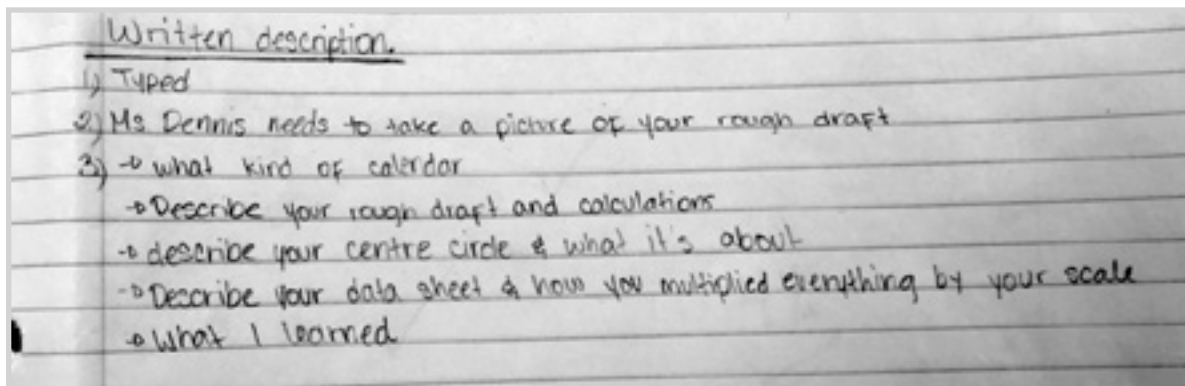 Written description.
1) Typed
2) Ms Dennis needs to take a picture of your rough draft
3) → what kind of calendar
→ Describe your rough draft and calculations
→ describe your centre circle & what it's about
→ Describe your data sheet & how you multiplied everything by your scale
→ What I learned